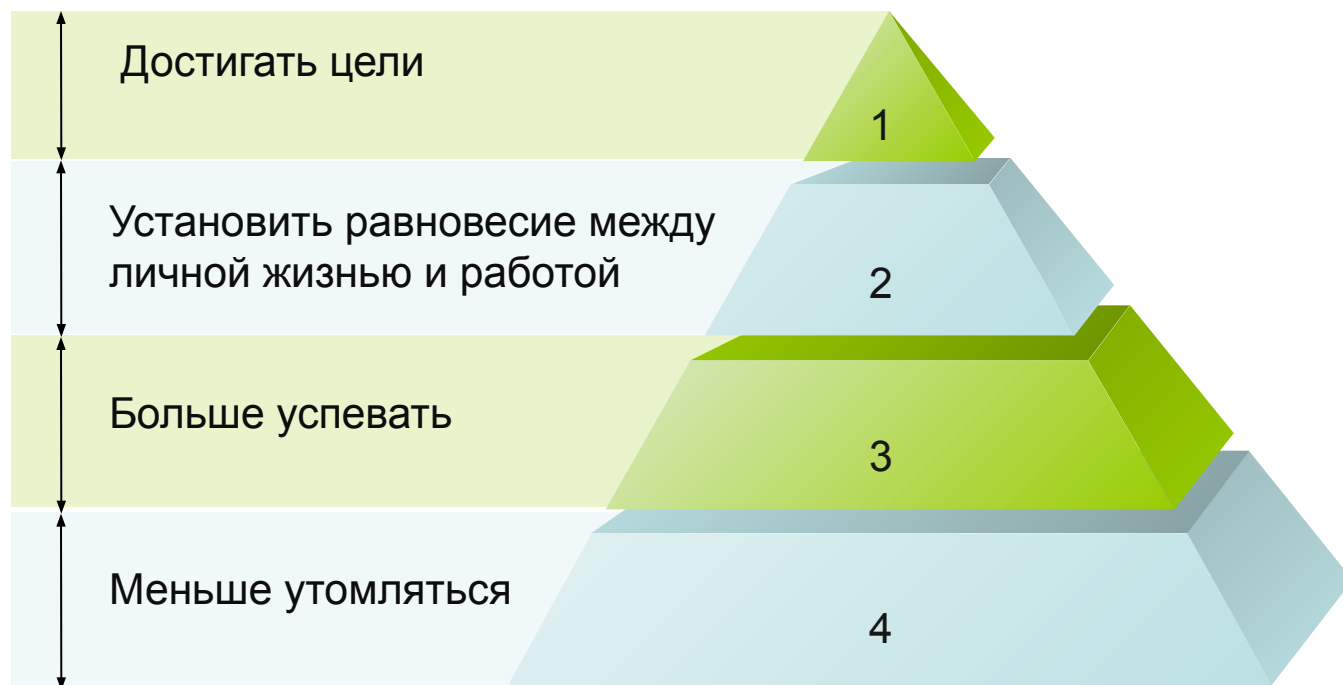 Достигать цели
1
Установить равновесие между
личной жизнью и работой
2
Больше успевать
3
Меньше утомляться
4